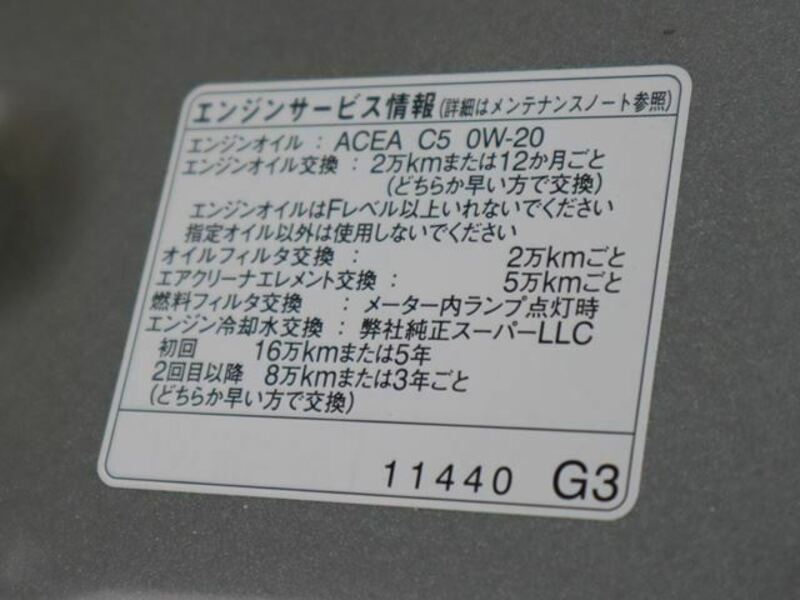 エンジンサービス情報(詳細はメンテナンスノート参照)
エンジンオイル : ACEA C5 0W-20
エンジンオイル交換 : 2万kmまたは12か月ごと
(どちらか早い方で交換)
エンジンオイルはFレベル以上いれないでください
指定オイル以外は使用しないでください
オイルフィルタ交換 : 2万kmごと
エアクリーナエレメント交換 : 5万kmごと
燃料フィルタ交換 : メーター内ランプ点灯時
エンジン冷却水交換 : 弊社純正スーパーLLC
初回 16万kmまたは5年
2回目以降 8万kmまたは3年ごと
(どちらか早い方で交換)
11440 G3